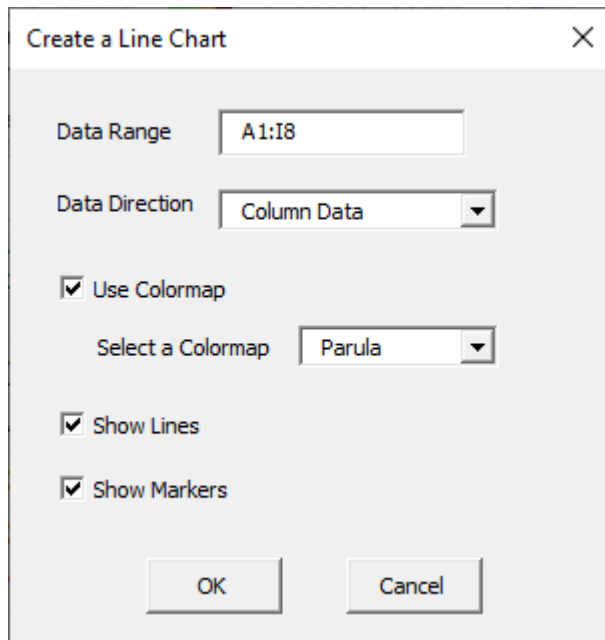 Create a Line Chart
Data Range A1:I8
Data Direction Column Data
Use Colormap
Select a Colormap Parula
Show Lines
Show Markers
OK Cancel